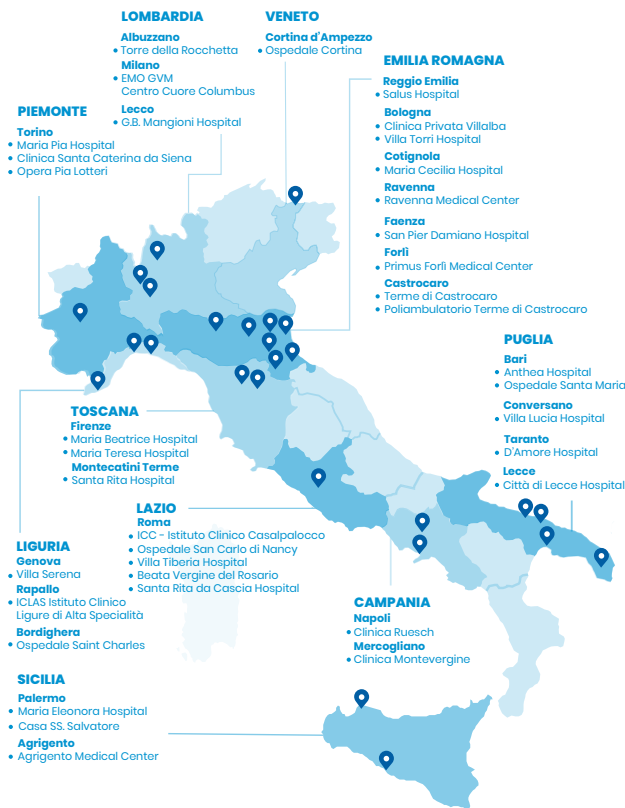 LOMBARDIA
Albuzzano
• Torre della Rocchetta
Milano
• EMO GVM
Centro Cuore Columbus
Lecco
• G.B. Mangioni Hospital
VENETO
Cortina d'Ampezzo
• Ospedale Cortina
EMILIA ROMAGNA
Reggio Emilia
• Salus Hospital
Bologna
• Clinica Privata Villalba
• Villa Torri Hospital
Cotignola
• Maria Cecilia Hospital
Ravenna
• Ravenna Medical Center
Faenza
• San Pier Damiano Hospital
Forlì
• Primus Forlì Medical Center
Castrocaro
• Terme di Castrocaro
• Poliambulatorio Terme di Castrocaro
PIEMONTE
Torino
• Maria Pia Hospital
• Clinica Santa Caterina da Siena
• Opera Pia Lotteri
PUGLIA
Bari
• Anthea Hospital
• Ospedale Santa Maria
Conversano
• Villa Lucia Hospital
Taranto
• D'Amore Hospital
Lecce
• Città di Lecce Hospital
TOSCANA
Firenze
• Maria Beatrice Hospital
• Maria Teresa Hospital
Montecatini Terme
• Santa Rita Hospital
LAZIO
Roma
• ICC - Istituto Clinico Casalpalocco
• Ospedale San Carlo di Nancy
• Villa Tiberia Hospital
• Beata Vergine del Rosario
• Santa Rita da Cascia Hospital
LIGURIA
Genova
• Villa Serena
Rapallo
• ICLAS Istituto Clinico
Ligure di Alta Specialità
Bordighera
• Ospedale Saint Charles
CAMPANIA
Napoli
• Clinica Ruesch
Mercogliano
• Clinica Montevergine
SICILIA
Palermo
• Maria Eleonora Hospital
• Casa SS. Salvatore
Agrigento
• Agrigento Medical Center